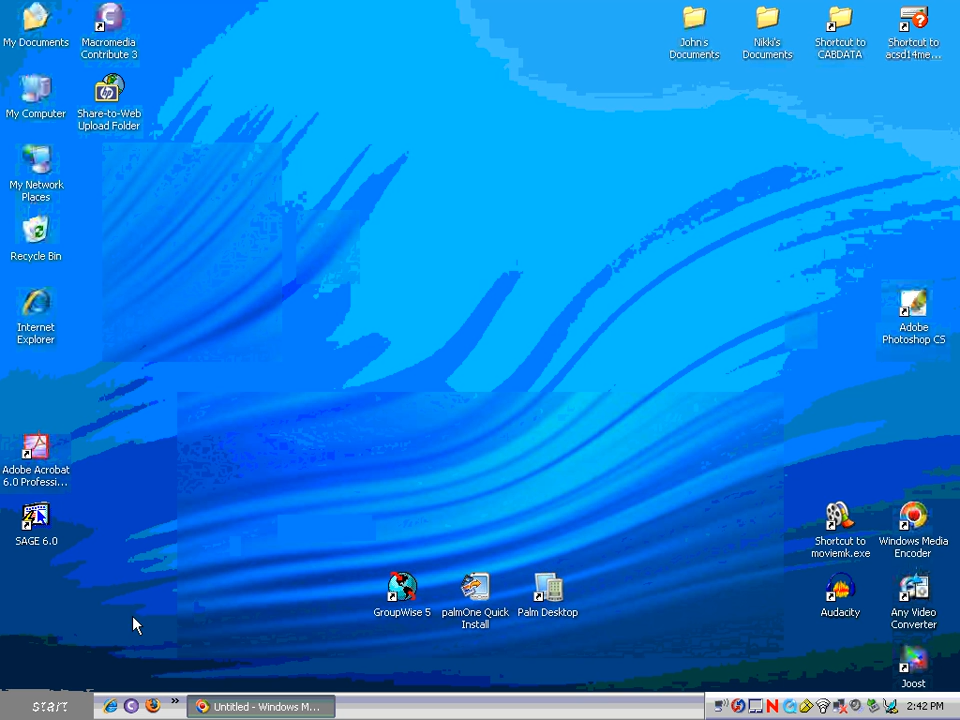 My Documents
Macromedia
Contribute 3
John's
Documents
Nikki's
Documents
Shortcut to
CABDATA
Shortcut to
acsd14me...
My Computer
Share-to-Web
Upload Folder
My Network
Places
Recycle Bin
Internet
Explorer
Adobe
Photoshop CS
Adobe Acrobat
6.0 Professi...
SAGE 6.0
Shortcut to
moviemk.exe
Windows Media
Encoder
GroupWise 5
palmOne Quick
Install
Palm Desktop
Audacity
Any Video
Converter
Joost
start
Untitled - Windows M...
2:42 PM